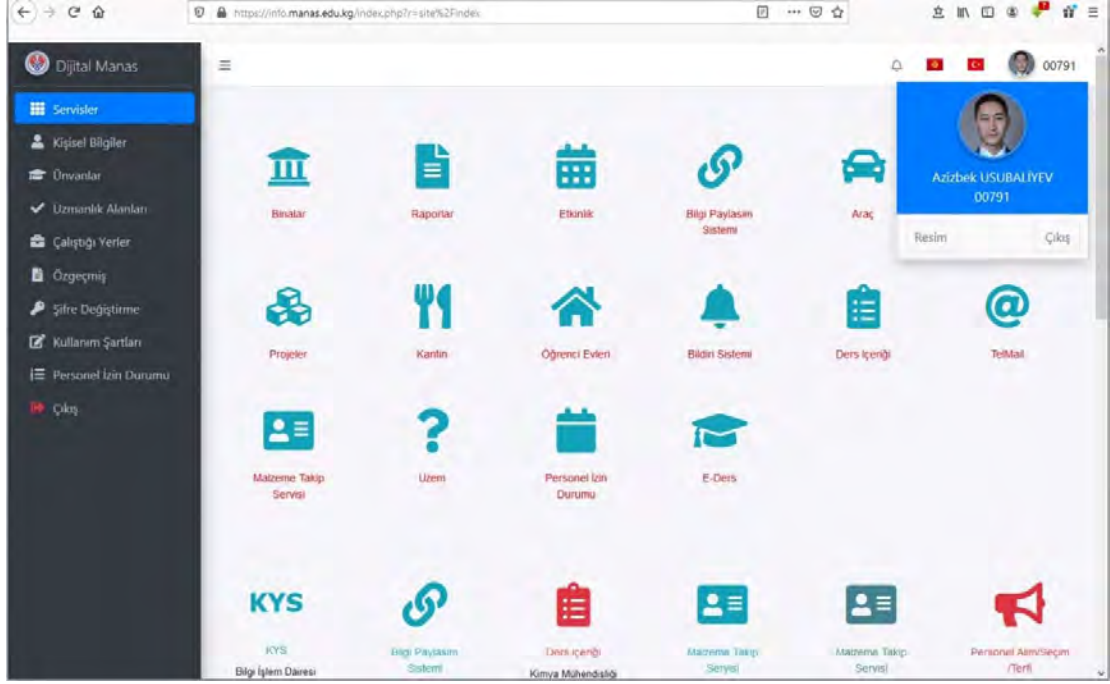 https://info.manas.edu.kg/index.php?r=site%2Findex
Dijital Manas
00791
Servisler
Kişisel Bilgiler
Ünvanlar
Uzmanlık Alanları
Çalıştığı Yerler
Özgeçmiş
Şifre Değiştirme
Kullanım Şartları
Personel İzin Durumu
Çıkış
Azizbek USUBALİYEV
00791
Resim
Çıkış
Binalar
Raporlar
Etkinlik
Bilgi Paylasim
Sistemi
Araç
Projeler
Kantin
Öğrenci Evleri
Bildiri Sistemi
Ders İçeriği
TelMail
Malzeme Takip
Servisi
Uzem
Personel İzin
Durumu
E-Ders
KYS
KYS
Bilgi İşlem Dairesi
Bilgi Paylasim
Sistemi
Ders içeriği
Kimya Mühendisliği
Malzeme Takip
Servisi
Malzeme Takip
Servisi
Personel Alım/Seçim
/Terfi